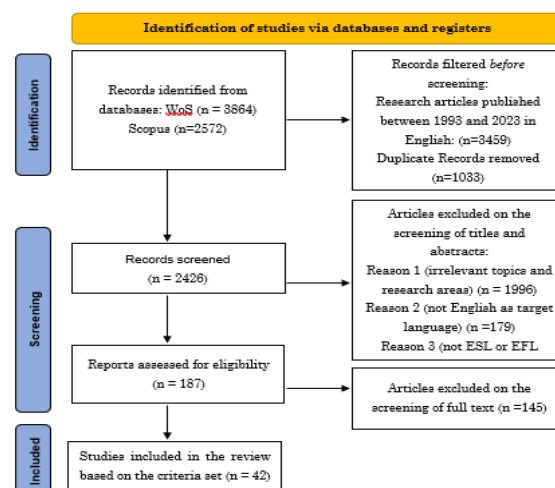 Identification of studies via databases and registers
Identification
Records identified from
databases: WoS (n = 3864)
Scopus (n=2572)
Records filtered before
screening:
Research articles published
between 1993 and 2023 in
English: (n=3459)
Duplicate Records removed
(n=1033)
Screening
Records screened
(n = 2426)
Articles excluded on the
screening of titles and
abstracts:
Reason 1 (irrelevant topics and
research areas) (n = 1996)
Reason 2 (not English as target
language) (n =179)
Reason 3 (not ESL or EFL
Reports assessed for eligibility
(n = 187)
Articles excluded on the
screening of full text (n =145)
Included
Studies included in the review
based on the criteria set (n = 42)